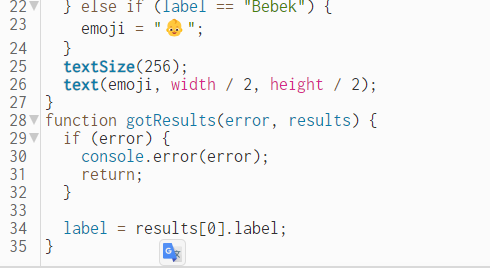 22 } else if (label == "Bebek") {
23 emoji = "👶";
24 }
25 textSize(256);
26 text(emoji, width / 2, height / 2);
27 }
28 function gotResults(error, results) {
29 if (error) {
30 console.error(error);
31 return;
32 }
33
34 label = results[0].label;
35 }